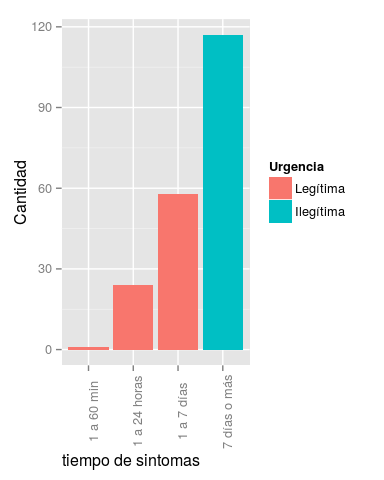 120
90
60
30
0
Cantidad
1 a 60 min
1 a 24 horas
1 a 7 días
7 días o más
tiempo de sintomas
Urgencia
Legítima
Ilegítima